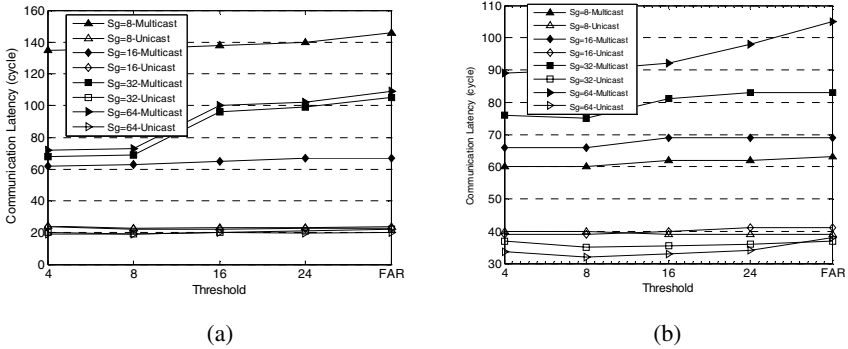 160
140
120
100
80
60
40
20
0
Communication Latency (cycle)
Sg=8-Multicast
Sg=8-Unicast
Sg=16-Multicast
Sg=16-Unicast
Sg=32-Multicast
Sg=32-Unicast
Sg=64-Multicast
Sg=64-Unicast
4 8 16 24 FAR
Threshold
(a)
110
100
90
80
70
60
50
40
30
Communication Latency (cycle)
Sg=8-Multicast
Sg=8-Unicast
Sg=16-Multicast
Sg=16-Unicast
Sg=32-Multicast
Sg=32-Unicast
Sg=64-Multicast
Sg=64-Unicast
4 8 16 24 FAR
Threshold
(b)